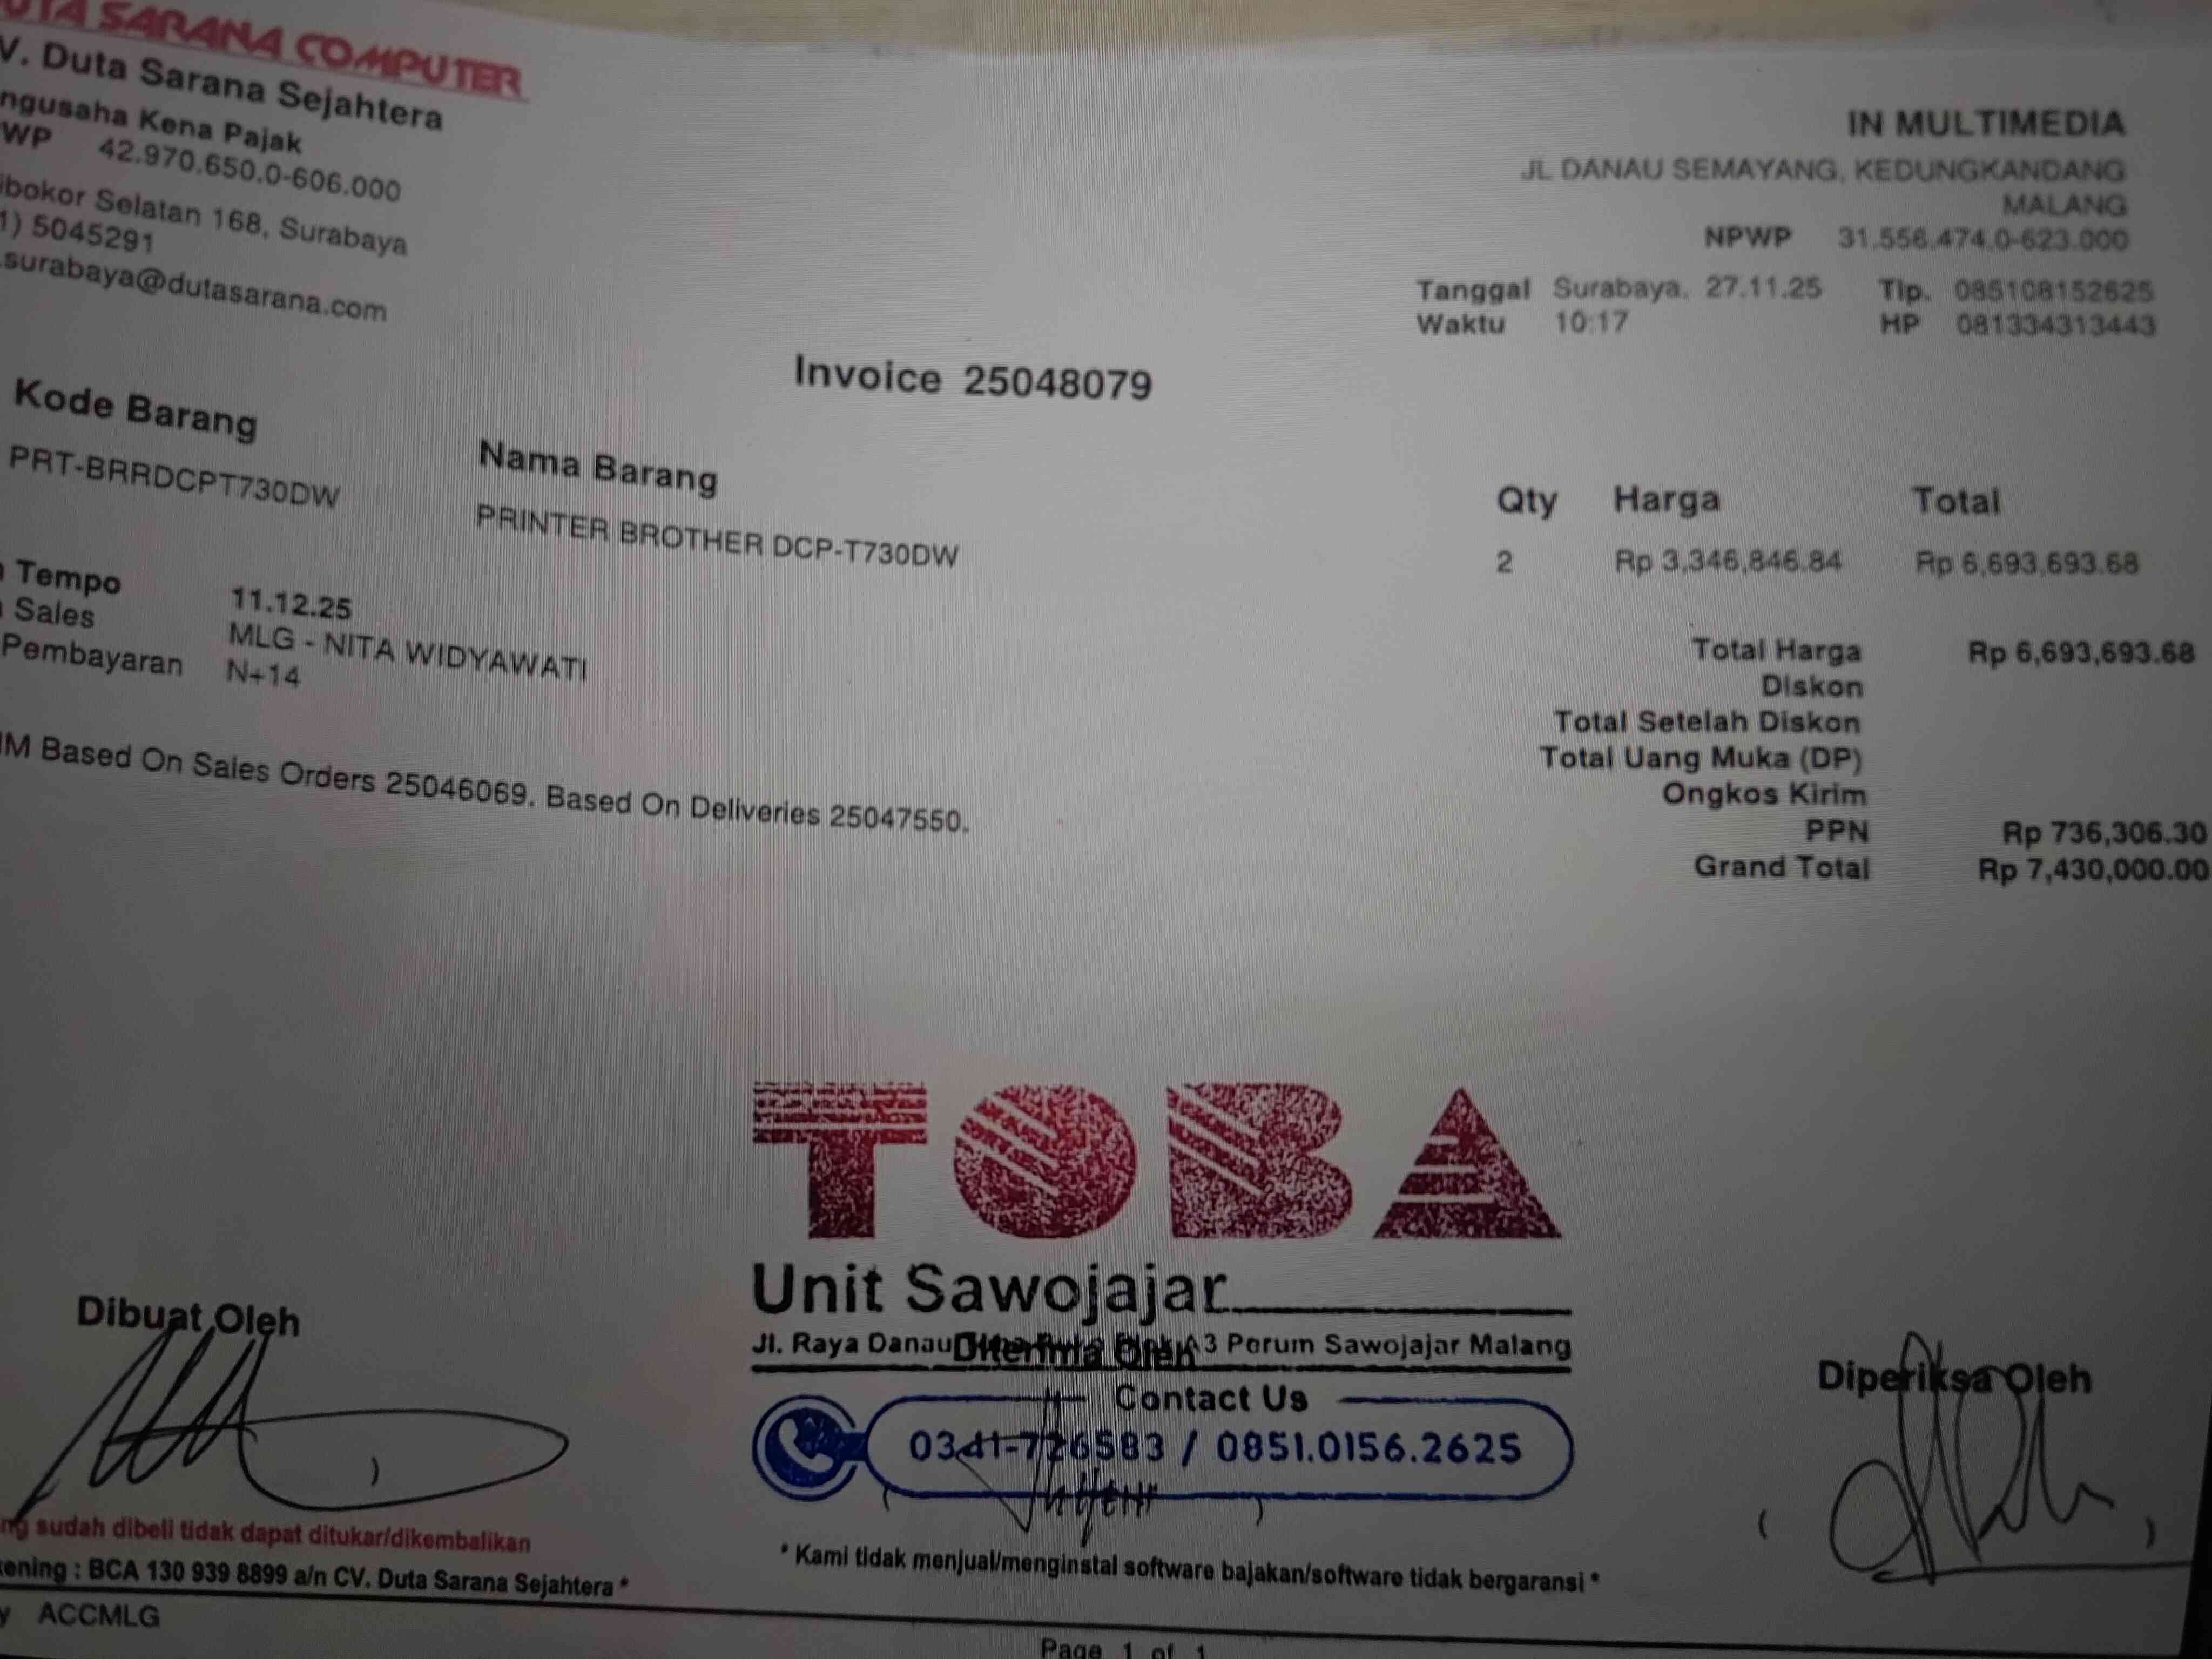 SARANA COMPUTER
V. Duta Sarana Sejahtera
ngusaha Kena Pajak
WP 42.970.650.0-606.000
bokor Selatan 168, Surabaya
1) 5045291
.surabaya@dutasarana.com
IN MULTIMEDIA
JL DANAU SEMAYANG, KEDUNGKANDANG
MALANG
NPWP 31.556.474.0-623.000
Tanggal Surabaya, 27.11.25 Tlp. 085108152625
Waktu 10:17 HP 081334313443
Invoice 25048079
Kode Barang Nama Barang Qty Harga Total
PRT-BRRDCPT730DW PRINTER BROTHER DCP-T730DW 2 Rp 3,346,846.84 Rp 6,693,693.68
Tempo 11.12.25
Sales MLG - NITA WIDYAWATI
Pembayaran N+14
IM Based On Sales Orders 25046069. Based On Deliveries 25047550.
Total Harga Rp 6,693,693.68
Diskon
Total Setelah Diskon
Total Uang Muka (DP)
Ongkos Kirim
PPN Rp 736,306.30
Grand Total Rp 7,430,000.00
TOBA
Unit Sawojajar
Jl. Raya Danau A3 Perum Sawojajar Malang
Dibuat Oleh
Diterima Oleh
Diperiksa Oleh
Contact Us
0341-726583 / 0851.0156.2625
ng sudah dibeli tidak dapat ditukar/dikembalikan
ening : BCA 130 939 8899 a/n CV. Duta Sarana Sejahtera *
* Kami tidak menjual/menginstal software bajakan/software tidak bergaransi *
y ACCMLG
Page 1 of 1